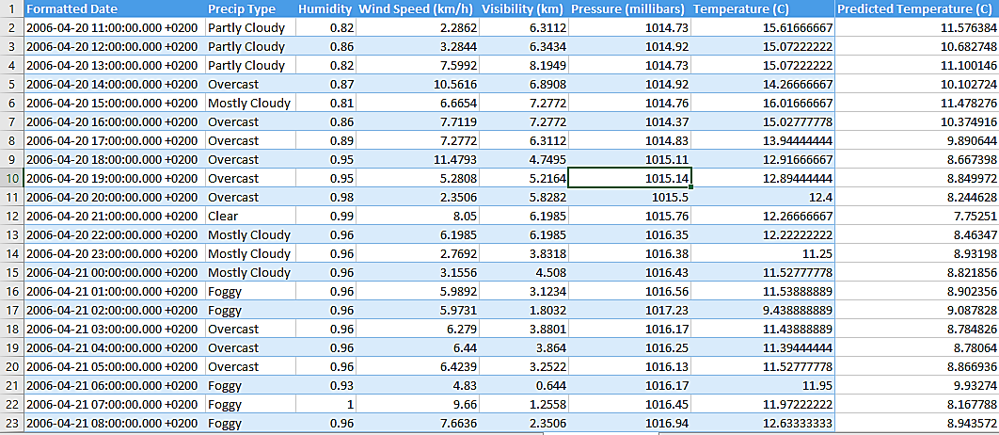 1 Formatted Date Precip Type Humidity Wind Speed (km/h) Visibility (km) Pressure (millibars) Temperature (C) Predicted Temperature (C)
2 2006-04-20 11:00:00.000 +0200 Partly Cloudy 0.82 2.2862 6.3112 1014.73 15.61666667 11.576384
3 2006-04-20 12:00:00.000 +0200 Partly Cloudy 0.86 3.2844 6.3434 1014.92 15.07222222 10.682748
4 2006-04-20 13:00:00.000 +0200 Partly Cloudy 0.82 7.5992 8.1949 1014.73 15.07222222 11.100146
5 2006-04-20 14:00:00.000 +0200 Overcast 0.87 10.5616 6.8908 1014.92 14.26666667 10.102724
6 2006-04-20 15:00:00.000 +0200 Mostly Cloudy 0.81 6.6654 7.2772 1014.76 16.01666667 11.478276
7 2006-04-20 16:00:00.000 +0200 Overcast 0.86 7.7119 7.2772 1014.37 15.02777778 10.374916
8 2006-04-20 17:00:00.000 +0200 Overcast 0.89 7.2772 6.3112 1014.83 13.94444444 9.890644
9 2006-04-20 18:00:00.000 +0200 Overcast 0.95 11.4793 4.7495 1015.11 12.91666667 8.667398
10 2006-04-20 19:00:00.000 +0200 Overcast 0.95 5.2808 5.2164 1015.14 12.89444444 8.849972
11 2006-04-20 20:00:00.000 +0200 Overcast 0.98 2.3506 5.8282 1015.5 12.4 8.244628
12 2006-04-20 21:00:00.000 +0200 Clear 0.99 8.05 6.1985 1015.76 12.26666667 7.75251
13 2006-04-20 22:00:00.000 +0200 Mostly Cloudy 0.96 6.1985 6.1985 1016.35 12.22222222 8.46347
14 2006-04-20 23:00:00.000 +0200 Mostly Cloudy 0.96 2.7692 3.8318 1016.38 11.25 8.93198
15 2006-04-21 00:00:00.000 +0200 Mostly Cloudy 0.96 3.1556 4.508 1016.43 11.52777778 8.821856
16 2006-04-21 01:00:00.000 +0200 Foggy 0.96 5.9892 3.1234 1016.56 11.53888889 8.902356
17 2006-04-21 02:00:00.000 +0200 Foggy 0.96 5.9731 1.8032 1017.23 9.438888889 9.087828
18 2006-04-21 03:00:00.000 +0200 Overcast 0.96 6.279 3.8801 1016.17 11.43888889 8.784826
19 2006-04-21 04:00:00.000 +0200 Overcast 0.96 6.44 3.864 1016.25 11.39444444 8.78064
20 2006-04-21 05:00:00.000 +0200 Overcast 0.96 6.4239 3.2522 1016.13 11.52777778 8.866936
21 2006-04-21 06:00:00.000 +0200 Foggy 0.93 4.83 0.644 1016.17 11.95 9.93274
22 2006-04-21 07:00:00.000 +0200 Foggy 1 9.66 1.2558 1016.45 11.97222222 8.167788
23 2006-04-21 08:00:00.000 +0200 Foggy 0.96 7.6636 2.3506 1016.94 12.63333333 8.943572